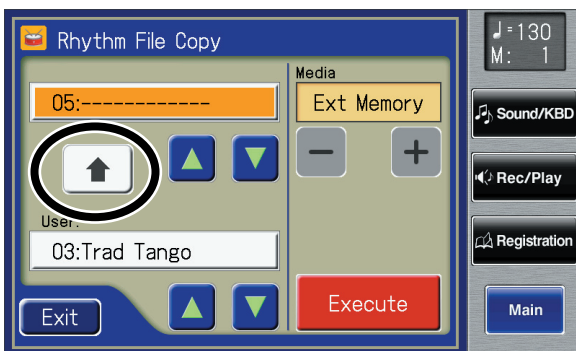 Rhythm File Copy
♩=130
M: 1
Media
05:------------
Ext Memory
Sound/KBD
Rec/Play
User:
03:Trad Tango
Registration
Exit
Execute
Main